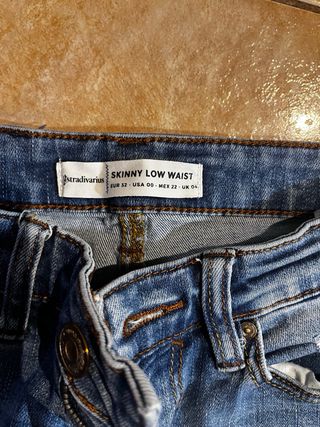 stradivarius
SKINNY LOW WAIST
EUR 32 · USA 00 · MEX 22 · UK 04